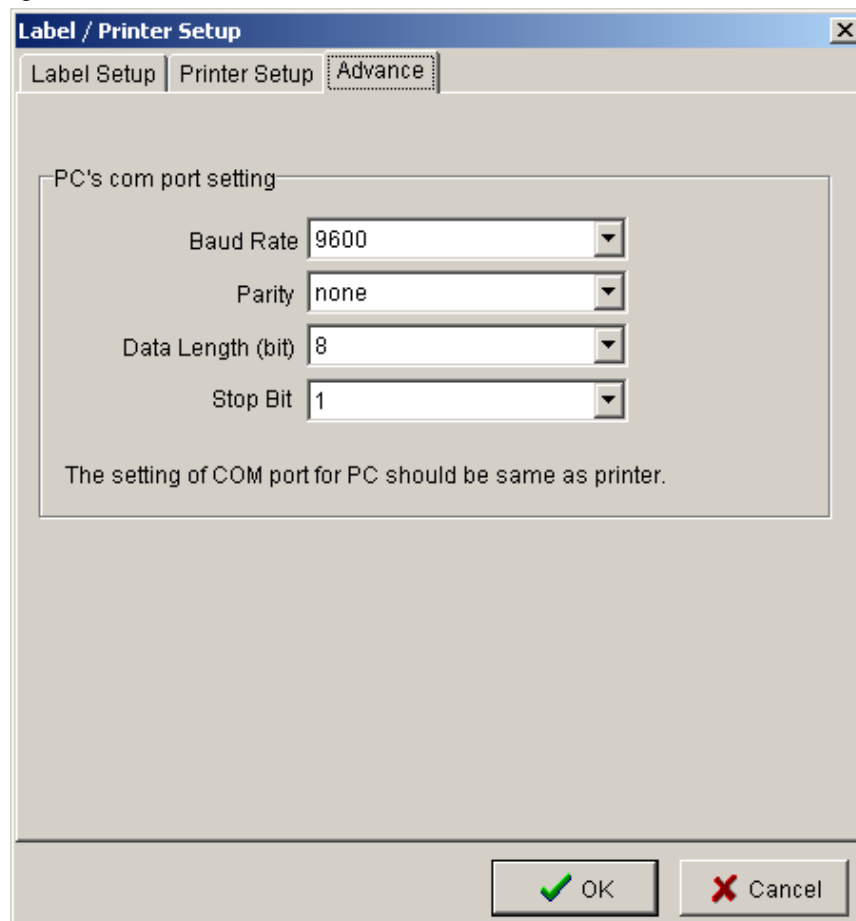 Label / Printer Setup
Label Setup Printer Setup Advance
PC's com port setting
Baud Rate 9600
Parity none
Data Length (bit) 8
Stop Bit 1
The setting of COM port for PC should be same as printer.
OK Cancel